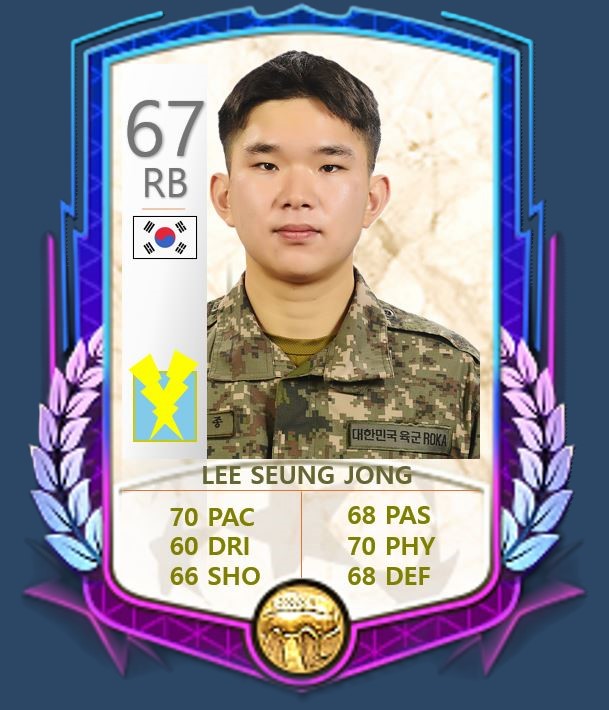 67
RB
종
대한민국 육군 ROKA
LEE SEUNG JONG
70 PAC
68 PAS
60 DRI
70 PHY
66 SHO
68 DEF